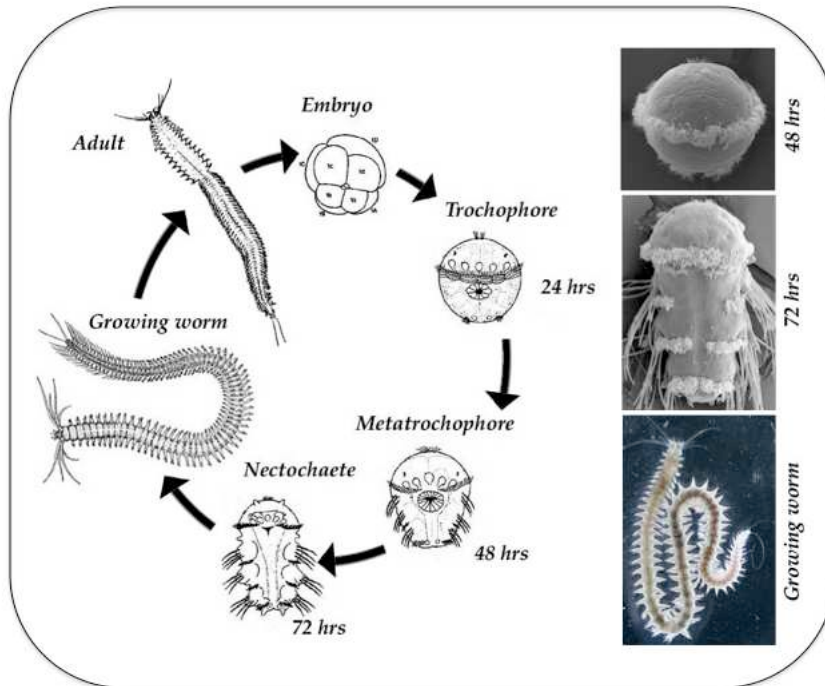 Embryo
Adult
Trochophore
24 hrs
Growing worm
Metatrochophore
Nectochaete
48 hrs
72 hrs
48 hrs
72 hrs
Growing worm